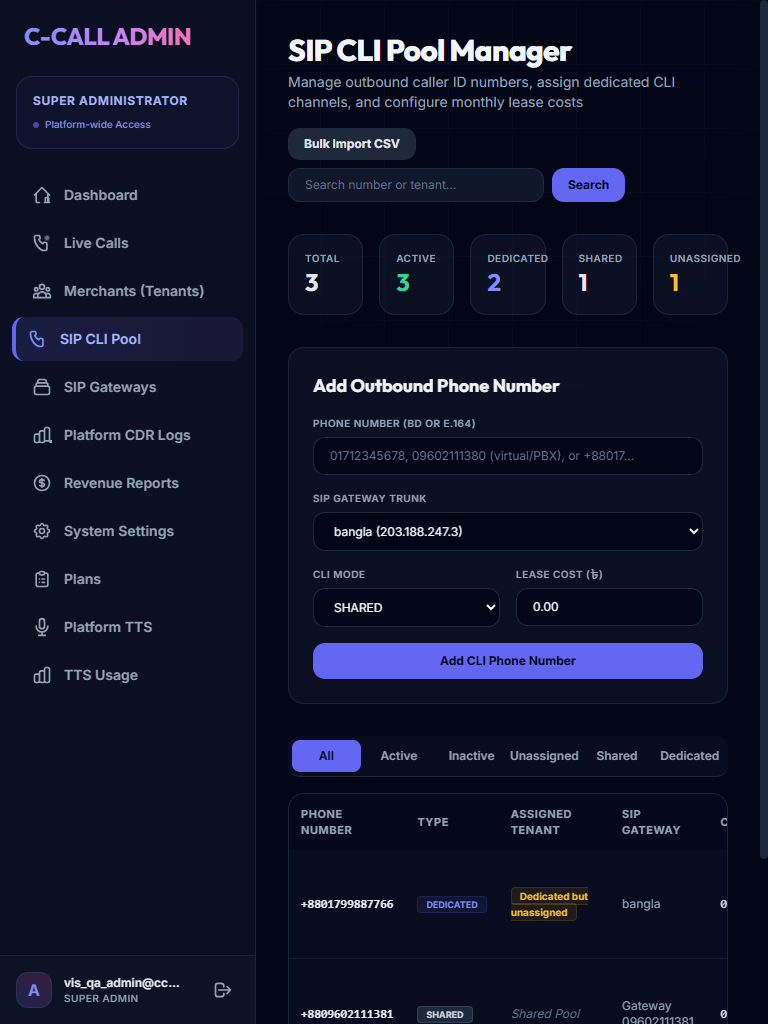 C-CALL ADMIN
SUPER ADMINISTRATOR
Platform-wide Access
Dashboard
Live Calls
Merchants (Tenants)
SIP CLI Pool
SIP Gateways
Platform CDR Logs
Revenue Reports
System Settings
Plans
Platform TTS
TTS Usage
A
vis_qa_admin@cc...
SUPER ADMIN
SIP CLI Pool Manager
Manage outbound caller ID numbers, assign dedicated CLI
channels, and configure monthly lease costs
Bulk Import CSV
Search number or tenant...
Search
TOTAL ACTIVE DEDICATED SHARED UNASSIGNED
3 3 2 1 1
Add Outbound Phone Number
PHONE NUMBER (BD OR E.164)
01712345678, 09602111380 (virtual/PBX), or +88017...
SIP GATEWAY TRUNK
bangla (203.188.247.3)
CLI MODE LEASE COST (৳)
SHARED 0.00
Add CLI Phone Number
All Active Inactive Unassigned Shared Dedicated
PHONE NUMBER TYPE ASSIGNED TENANT SIP GATEWAY
+8801799887766 DEDICATED Dedicated but unassigned bangla 0
+8809602111381 SHARED Shared Pool Gateway 09602111381 0